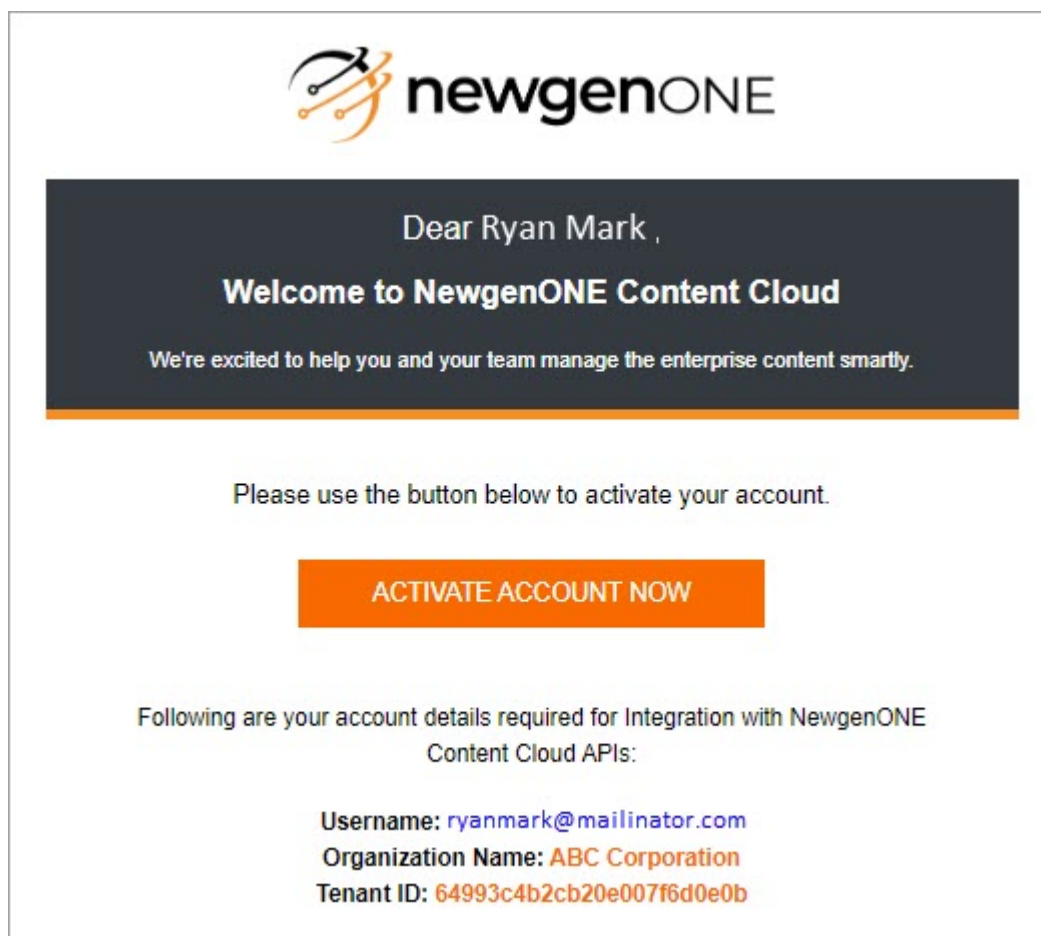 newgenONE
Dear Ryan Mark ,
Welcome to NewgenONE Content Cloud
We're excited to help you and your team manage the enterprise content smartly.
Please use the button below to activate your account.
ACTIVATE ACCOUNT NOW
Following are your account details required for Integration with NewgenONE
Content Cloud APIs:
Username: ryanmark@mailinator.com
Organization Name: ABC Corporation
Tenant ID: 64993c4b2cb20e007f6d0e0b